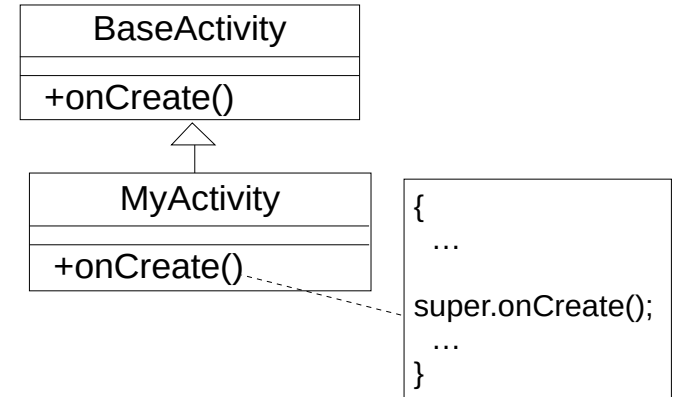 BaseActivity
+onCreate()
MyActivity
+onCreate()
{
…
super.onCreate();
…
}